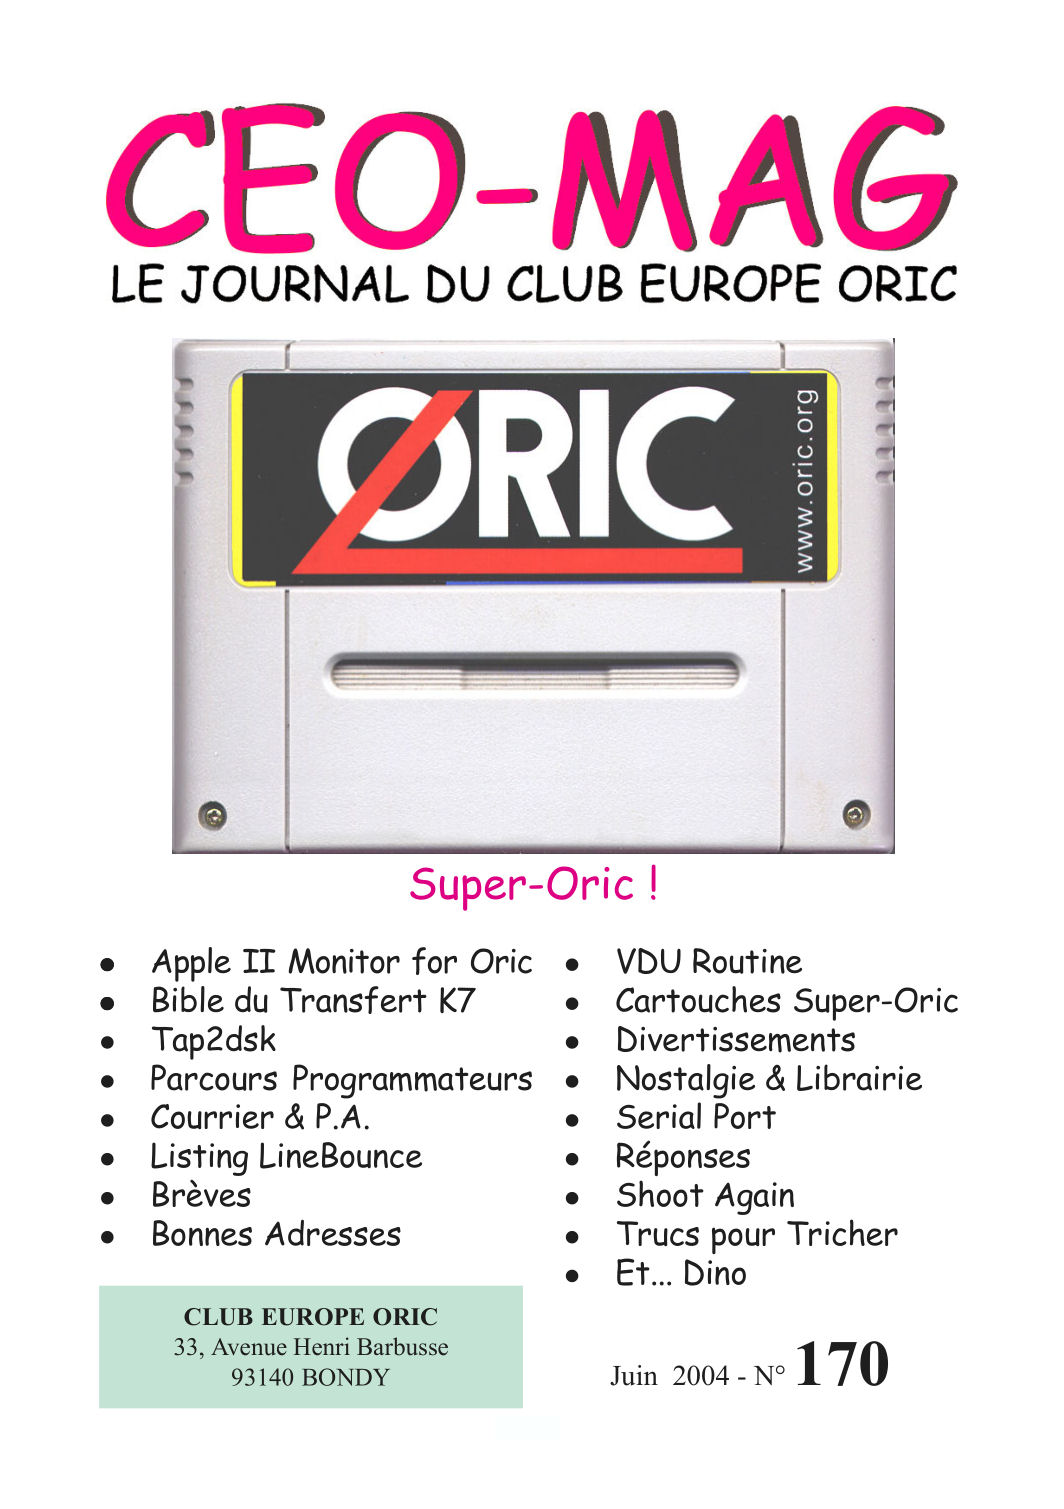 CEO-MAG
LE JOURNAL DU CLUB EUROPE ORIC
ORIC
www.oric.org
Super-Oric !
• Apple II Monitor for Oric
• Bible du Transfert K7
• Tap2dsk
• Parcours Programmateurs
• Courrier & P.A.
• Listing LineBounce
• Brèves
• Bonnes Adresses
• VDU Routine
• Cartouches Super-Oric
• Divertissements
• Nostalgie & Librairie
• Serial Port
• Réponses
• Shoot Again
• Trucs pour Tricher
• Et... Dino
CLUB EUROPE ORIC
33, Avenue Henri Barbusse
93140 BONDY
Juin 2004 - N° 170